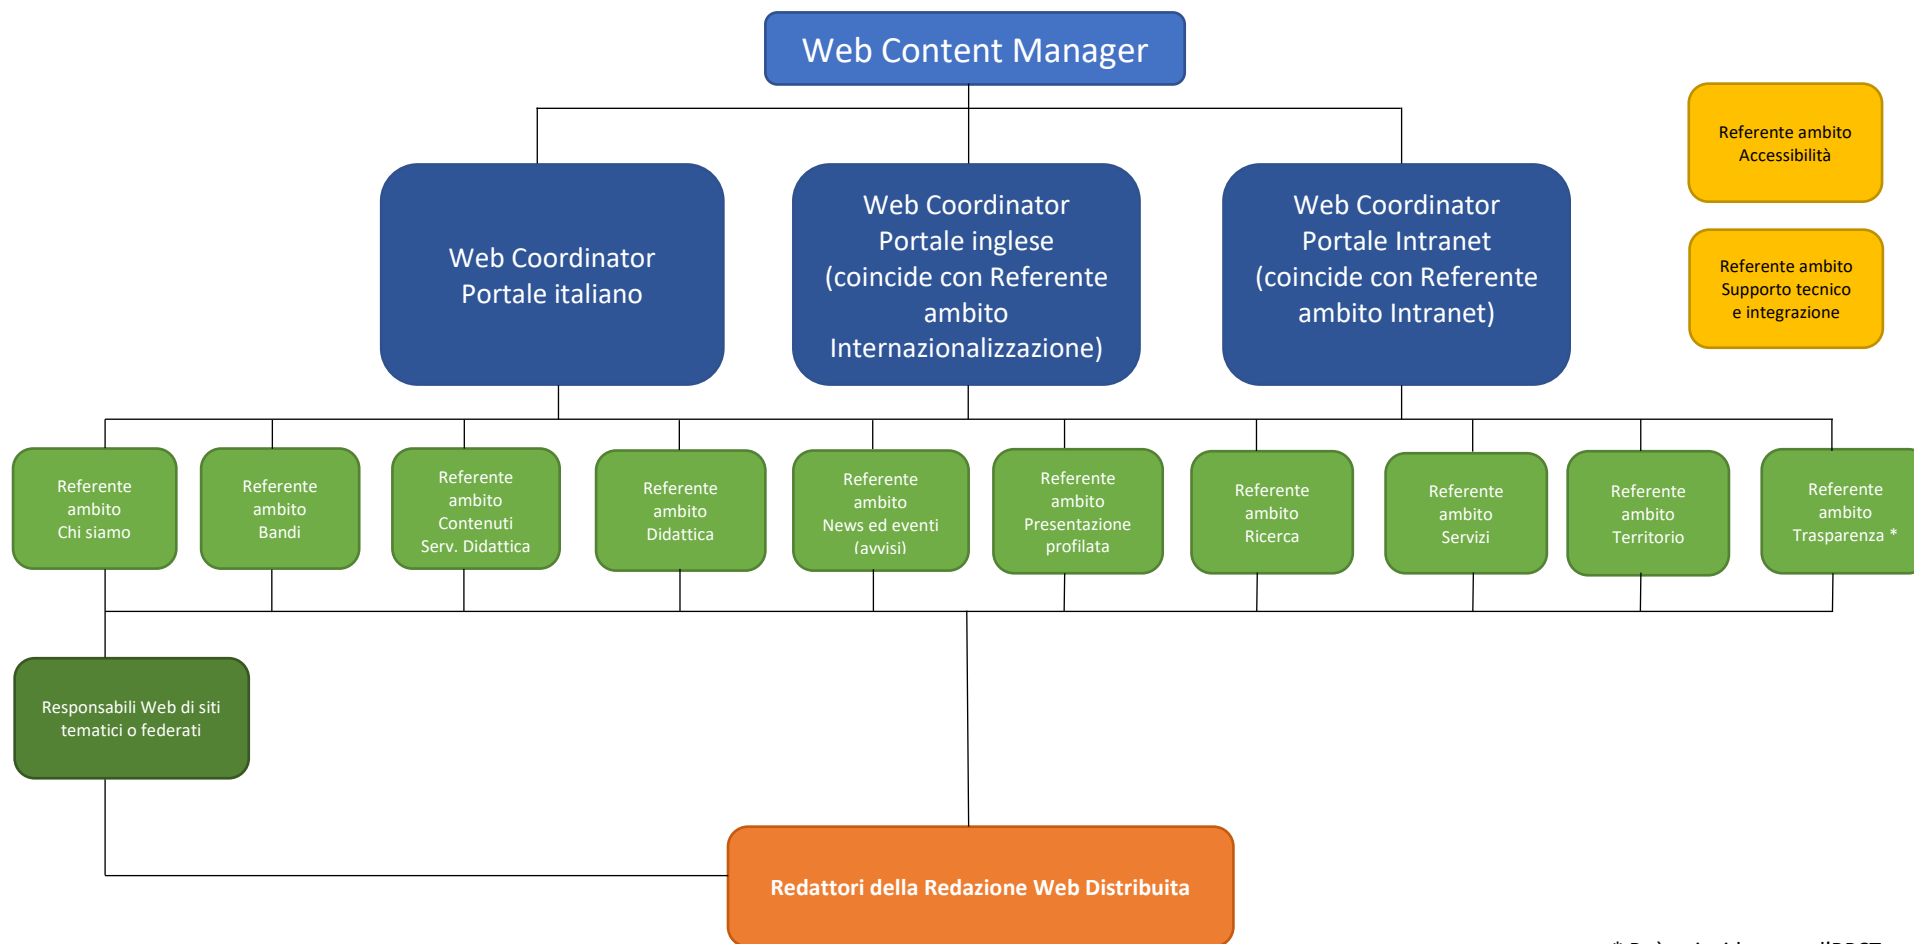 Web Content Manager
Referente ambito
Accessibilità
Web Coordinator
Portale italiano
Web Coordinator
Portale inglese
(coincide con Referente
ambito
Internazionalizzazione)
Web Coordinator
Portale Intranet
(coincide con Referente
ambito Intranet)
Referente ambito
Supporto tecnico
e integrazione
Referente
ambito
Chi siamo
Referente
ambito
Bandi
Referente
ambito
Contenuti
Serv. Didattica
Referente
ambito
Didattica
Referente
ambito
News ed eventi
(avvisi)
Referente
ambito
Presentazione
profilata
Referente
ambito
Ricerca
Referente
ambito
Servizi
Referente
ambito
Territorio
Referente
ambito
Trasparenza *
Responsabili Web di siti
tematici o federati
Redattori della Redazione Web Distribuita